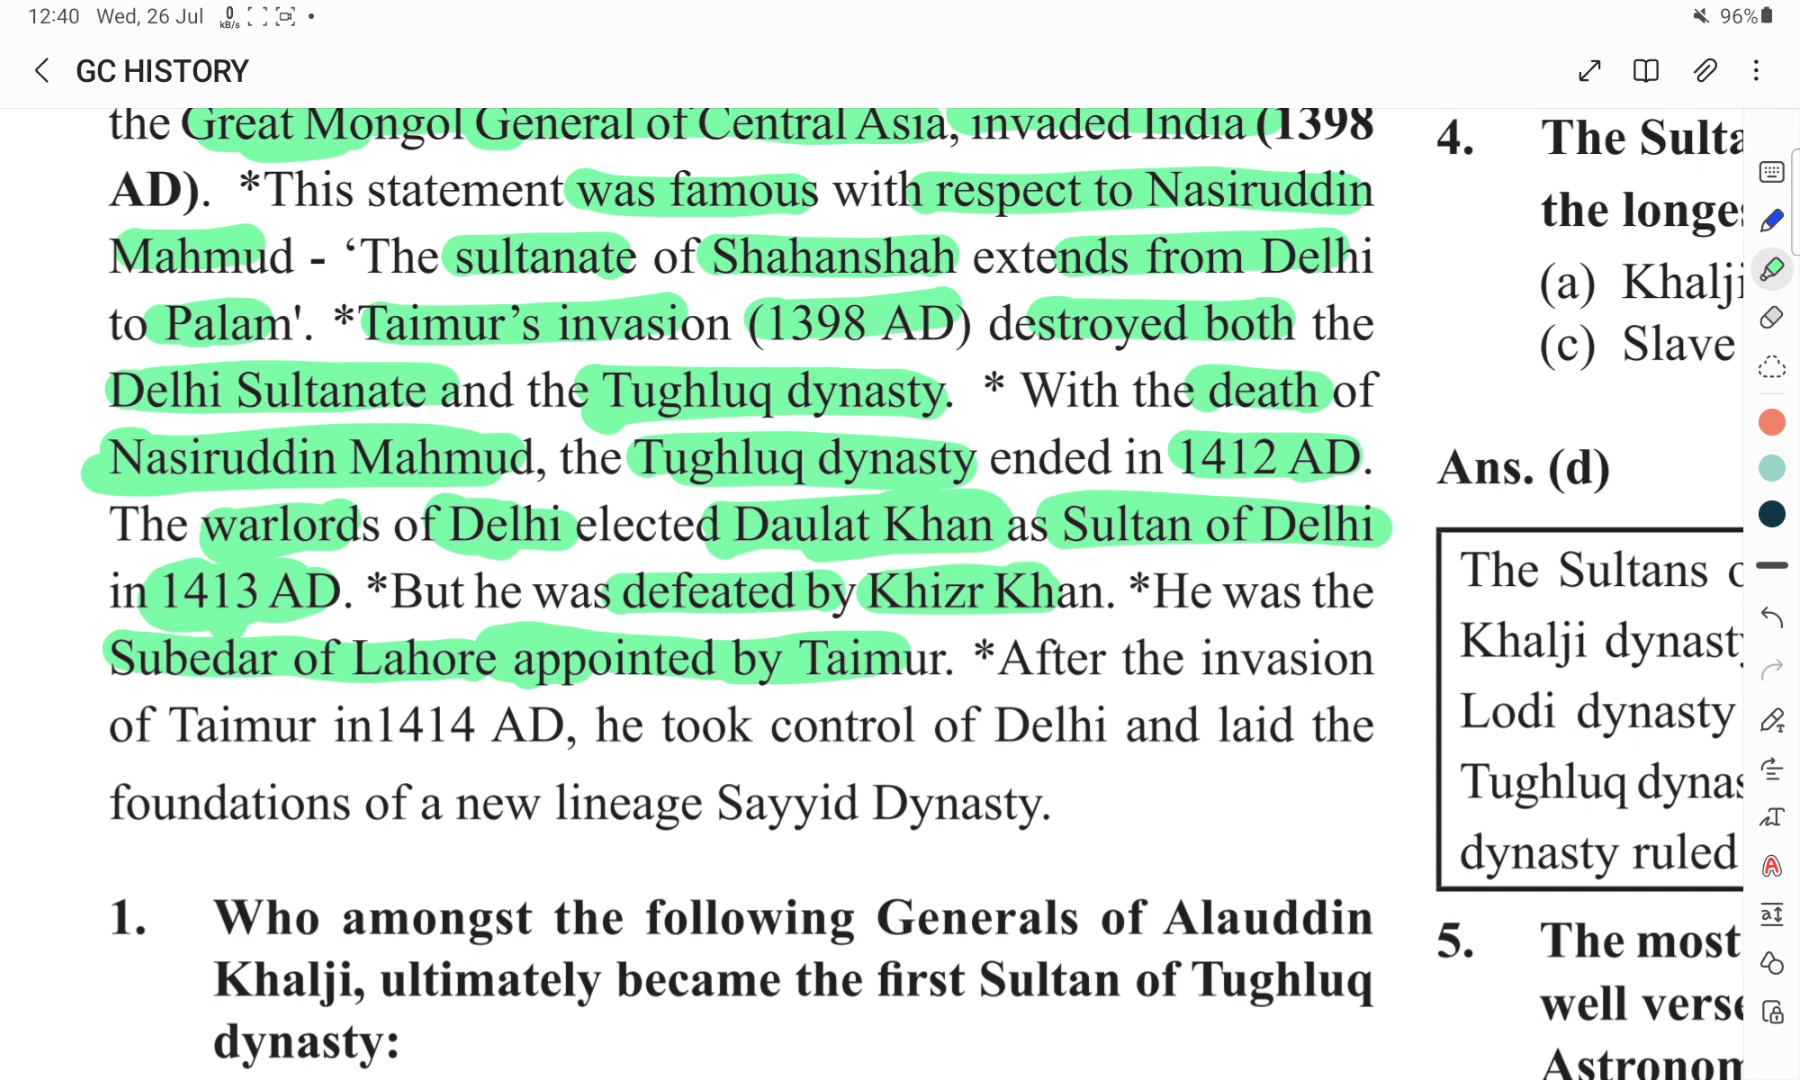 12:40 Wed, 26 Jul 0 kB/s 96%
GC HISTORY
the Great Mongol General of Central Asia, invaded India (1398
AD). *This statement was famous with respect to Nasiruddin
Mahmud - ‘The sultanate of Shahanshah extends from Delhi
to Palam'. *Taimur’s invasion (1398 AD) destroyed both the
Delhi Sultanate and the Tughluq dynasty. * With the death of
Nasiruddin Mahmud, the Tughluq dynasty ended in 1412 AD.
The warlords of Delhi elected Daulat Khan as Sultan of Delhi
in 1413 AD. *But he was defeated by Khizr Khan. *He was the
Subedar of Lahore appointed by Taimur. *After the invasion
of Taimur in1414 AD, he took control of Delhi and laid the
foundations of a new lineage Sayyid Dynasty.
1. Who amongst the following Generals of Alauddin
Khalji, ultimately became the first Sultan of Tughluq
dynasty:
4. The Sulta
the longes
(a) Khalji
(c) Slave
Ans. (d)
The Sultans o
Khalji dynasty
Lodi dynasty
Tughluq dynas
dynasty ruled
5. The most
well verse
Astronom